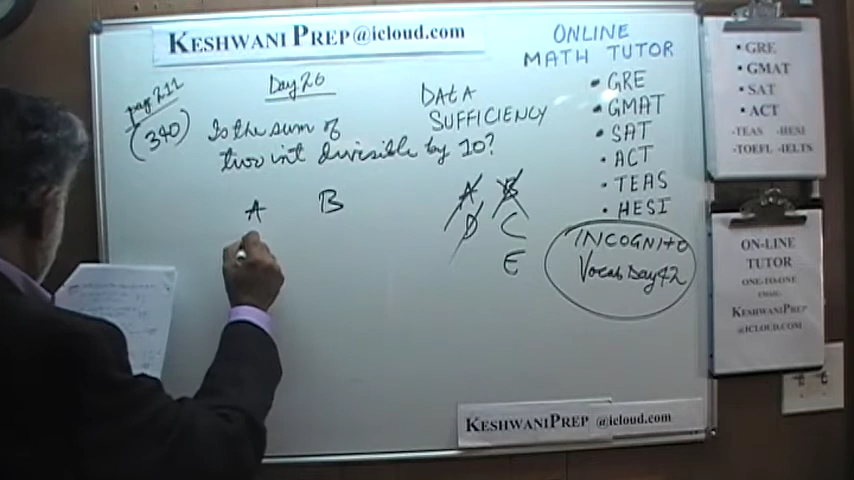 KESHWANI PREP@icloud.com
page 211
Day 26
(340)
DATA
SUFFICIENCY
Is the sum of
two int divisible by 10?
A B
A B
D C
E
ONLINE
MATH TUTOR
• GRE
• GMAT
• SAT
• ACT
• TEAS
• HESI
INCOGNITO
Vocab Day 42
• GRE
• GMAT
• SAT
• ACT
-TEAS -HESI
-TOEFL -IELTS
ON-LINE
TUTOR
ONE-TO-ONE
KESHWANIPREP
@ICLOUD.COM
KESHWANIPREP @icloud.com